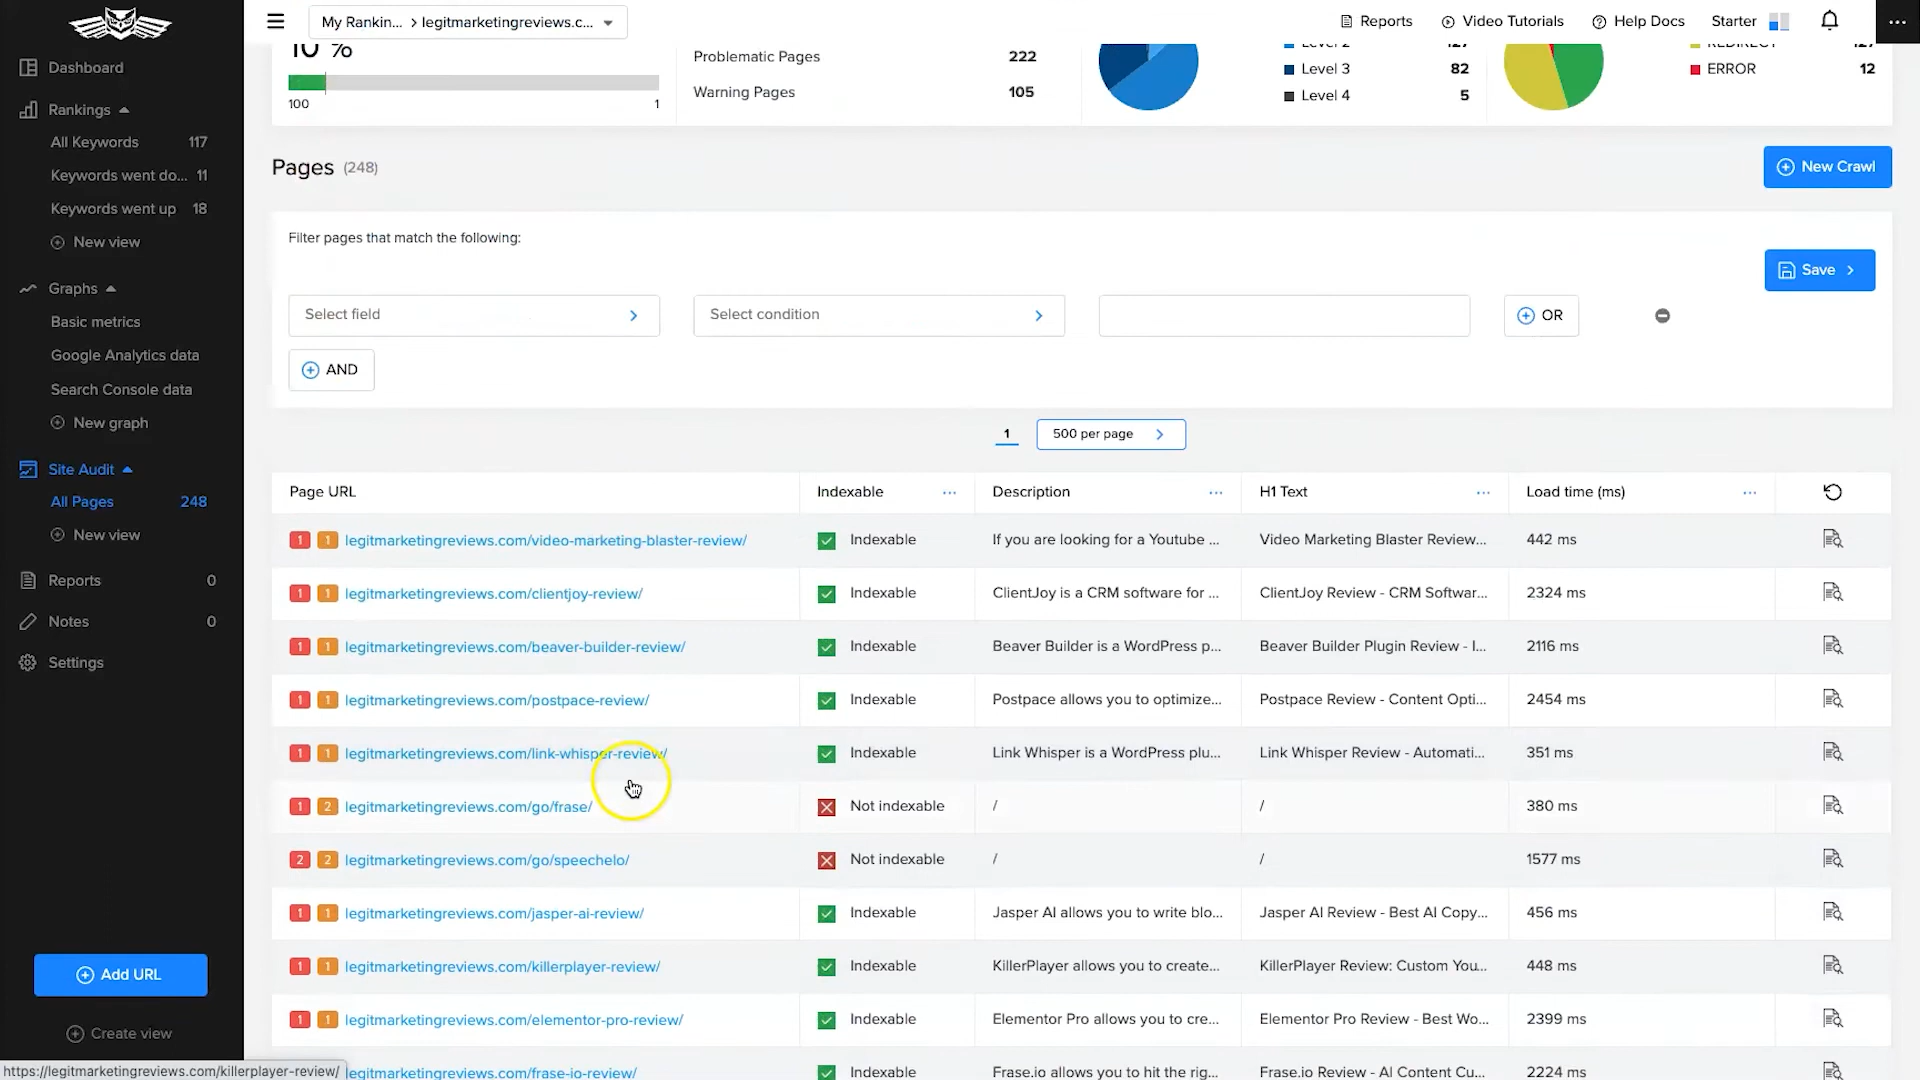 My Rankin... > legitmarketingreviews.c...
Reports
Video Tutorials
Help Docs
Starter
Dashboard
Rankings
All Keywords 117
Keywords went do... 11
Keywords went up 18
New view
Graphs
Basic metrics
Google Analytics data
Search Console data
New graph
Site Audit
All Pages 248
New view
Reports 0
Notes 0
Settings
Add URL
Create view
10 %
100 1
Problematic Pages 222
Warning Pages 105
Level 2 127
Level 3 82
Level 4 5
REDIRECT 127
ERROR 12
Pages (248)
New Crawl
Filter pages that match the following:
Save
Select field
Select condition
OR
AND
1 500 per page
Page URL Indexable Description H1 Text Load time (ms)
1 1 legitmarketingreviews.com/video-marketing-blaster-review/ Indexable If you are looking for a Youtube ... Video Marketing Blaster Review... 442 ms
1 1 legitmarketingreviews.com/clientjoy-review/ Indexable ClientJoy is a CRM software for ... ClientJoy Review - CRM Softwar... 2324 ms
1 1 legitmarketingreviews.com/beaver-builder-review/ Indexable Beaver Builder is a WordPress p... Beaver Builder Plugin Review - I... 2116 ms
1 1 legitmarketingreviews.com/postpace-review/ Indexable Postpace allows you to optimize... Postpace Review - Content Opti... 2454 ms
1 1 legitmarketingreviews.com/link-whisper-review/ Indexable Link Whisper is a WordPress plu... Link Whisper Review - Automati... 351 ms
1 2 legitmarketingreviews.com/go/frase/ Not indexable / / 380 ms
2 2 legitmarketingreviews.com/go/speechelo/ Not indexable / / 1577 ms
1 1 legitmarketingreviews.com/jasper-ai-review/ Indexable Jasper AI allows you to write blo... Jasper AI Review - Best AI Copy... 456 ms
1 1 legitmarketingreviews.com/killerplayer-review/ Indexable KillerPlayer allows you to create... KillerPlayer Review: Custom You... 448 ms
1 1 legitmarketingreviews.com/elementor-pro-review/ Indexable Elementor Pro allows you to cre... Elementor Pro Review - Best Wo... 2399 ms
legitmarketingreviews.com/frase-io-review/ Indexable Frase.io allows you to hit the rig... Frase.io Review - AI Content Cu... 2224 ms
https://legitmarketingreviews.com/killerplayer-review/